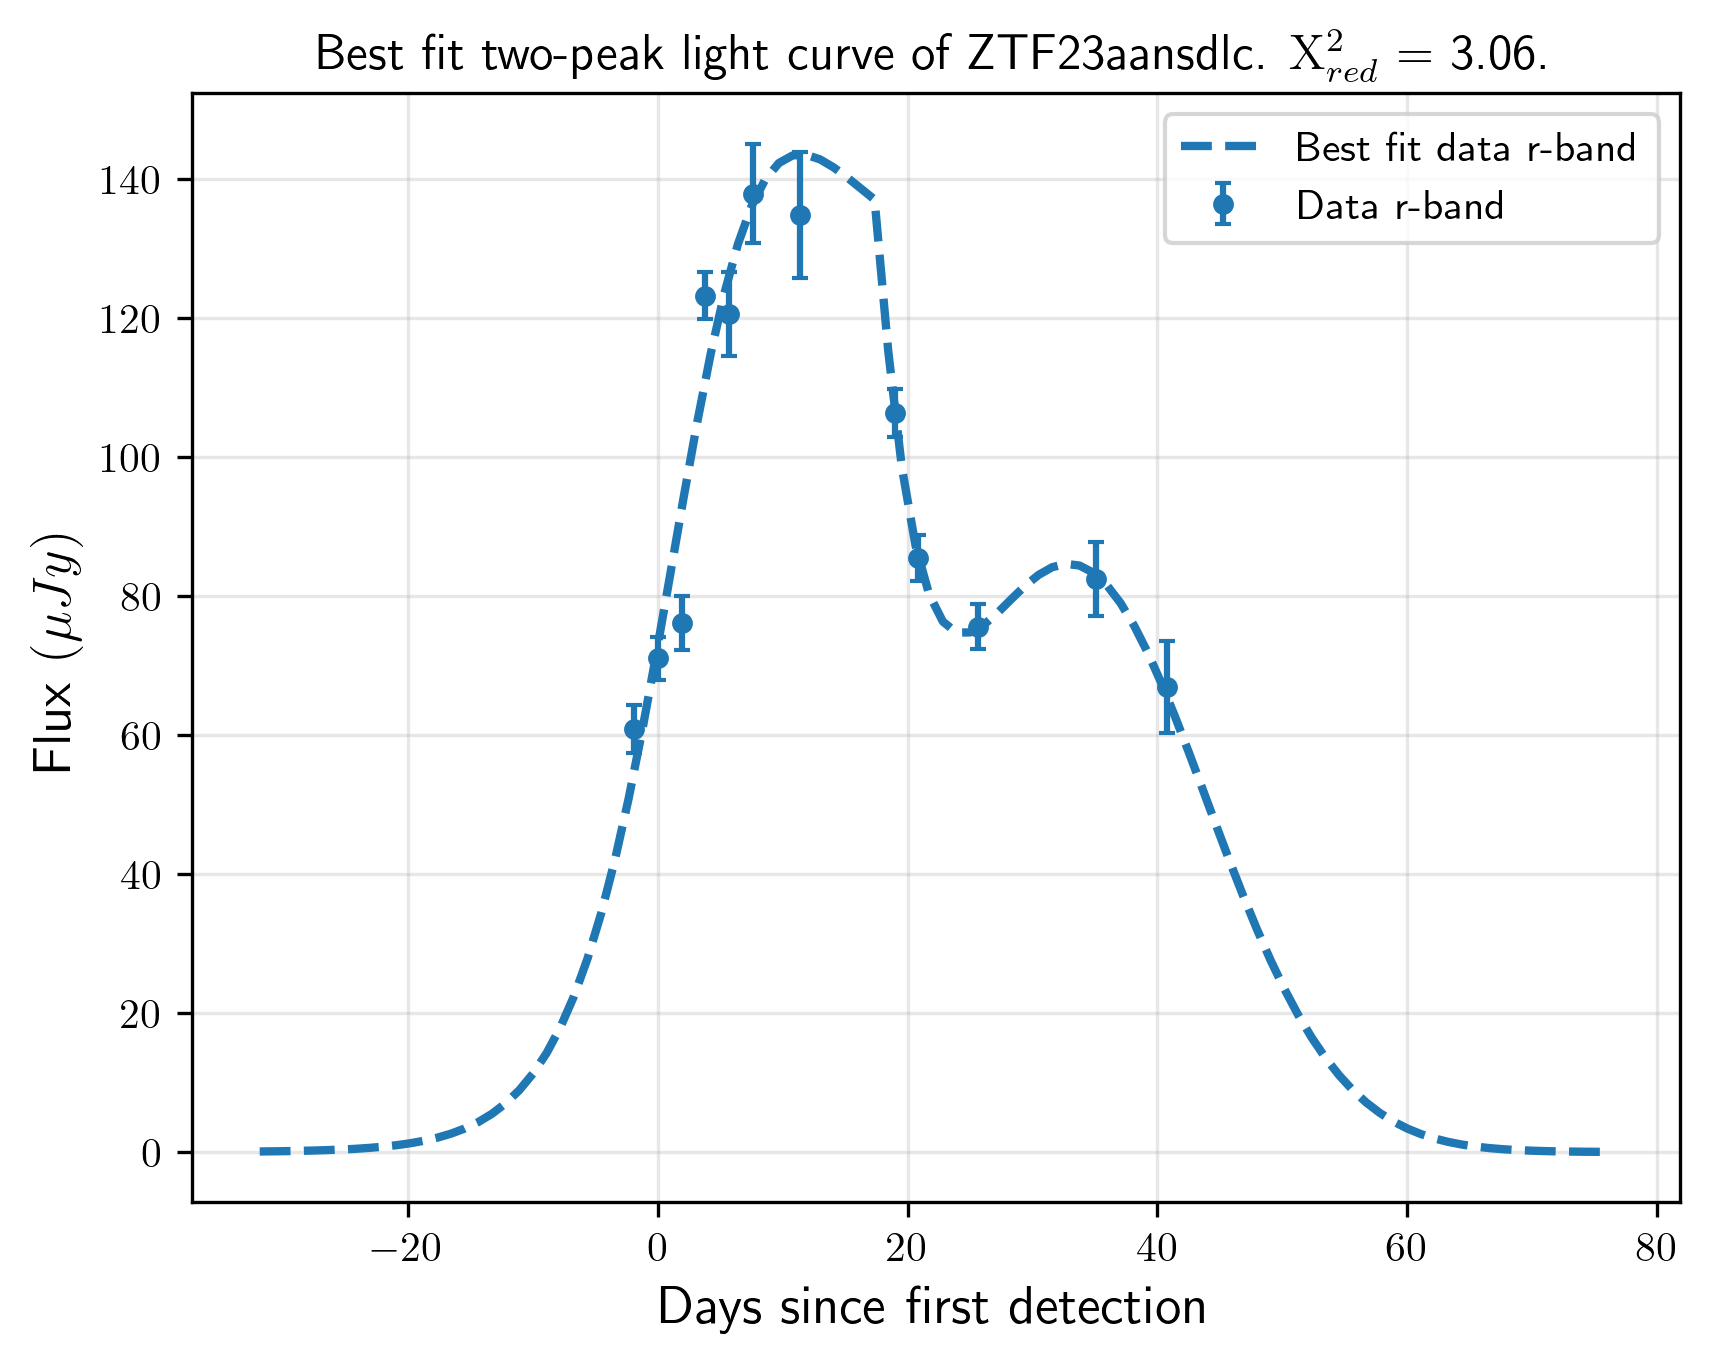 Best fit two-peak light curve of ZTF23aansdlc. X²_red = 3.06.
Best fit data r-band
Data r-band
Flux (μJy)
140
120
100
80
60
40
20
0
−20 0 20 40 60 80
Days since first detection